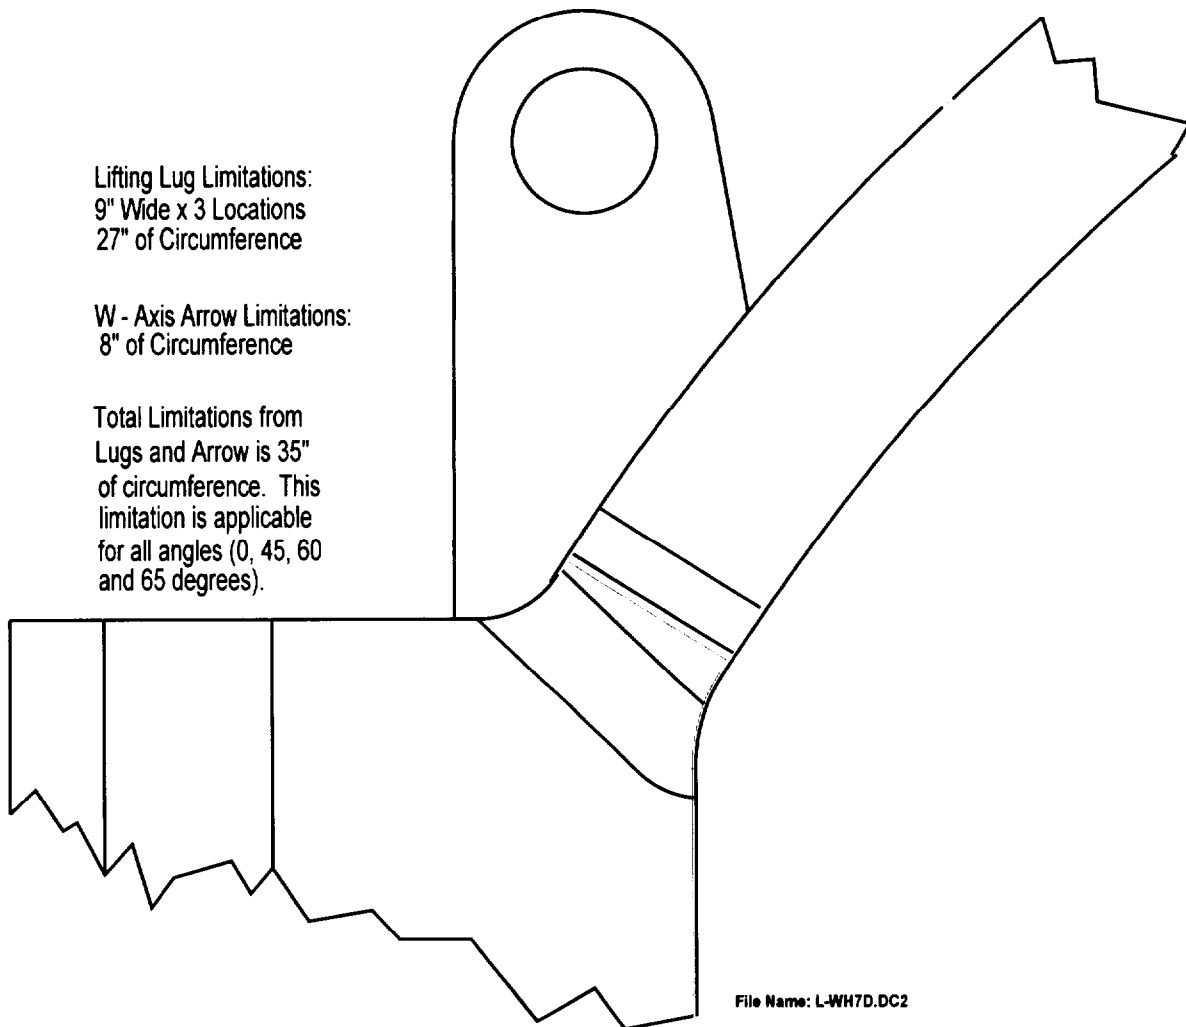 Lifting Lug Limitations:
9" Wide x 3 Locations
27" of Circumference
W - Axis Arrow Limitations:
8" of Circumference
Total Limitations from
Lugs and Arrow is 35"
of circumference. This
limitation is applicable
for all angles (0, 45, 60
and 65 degrees).
File Name: L-WH7D.DC2